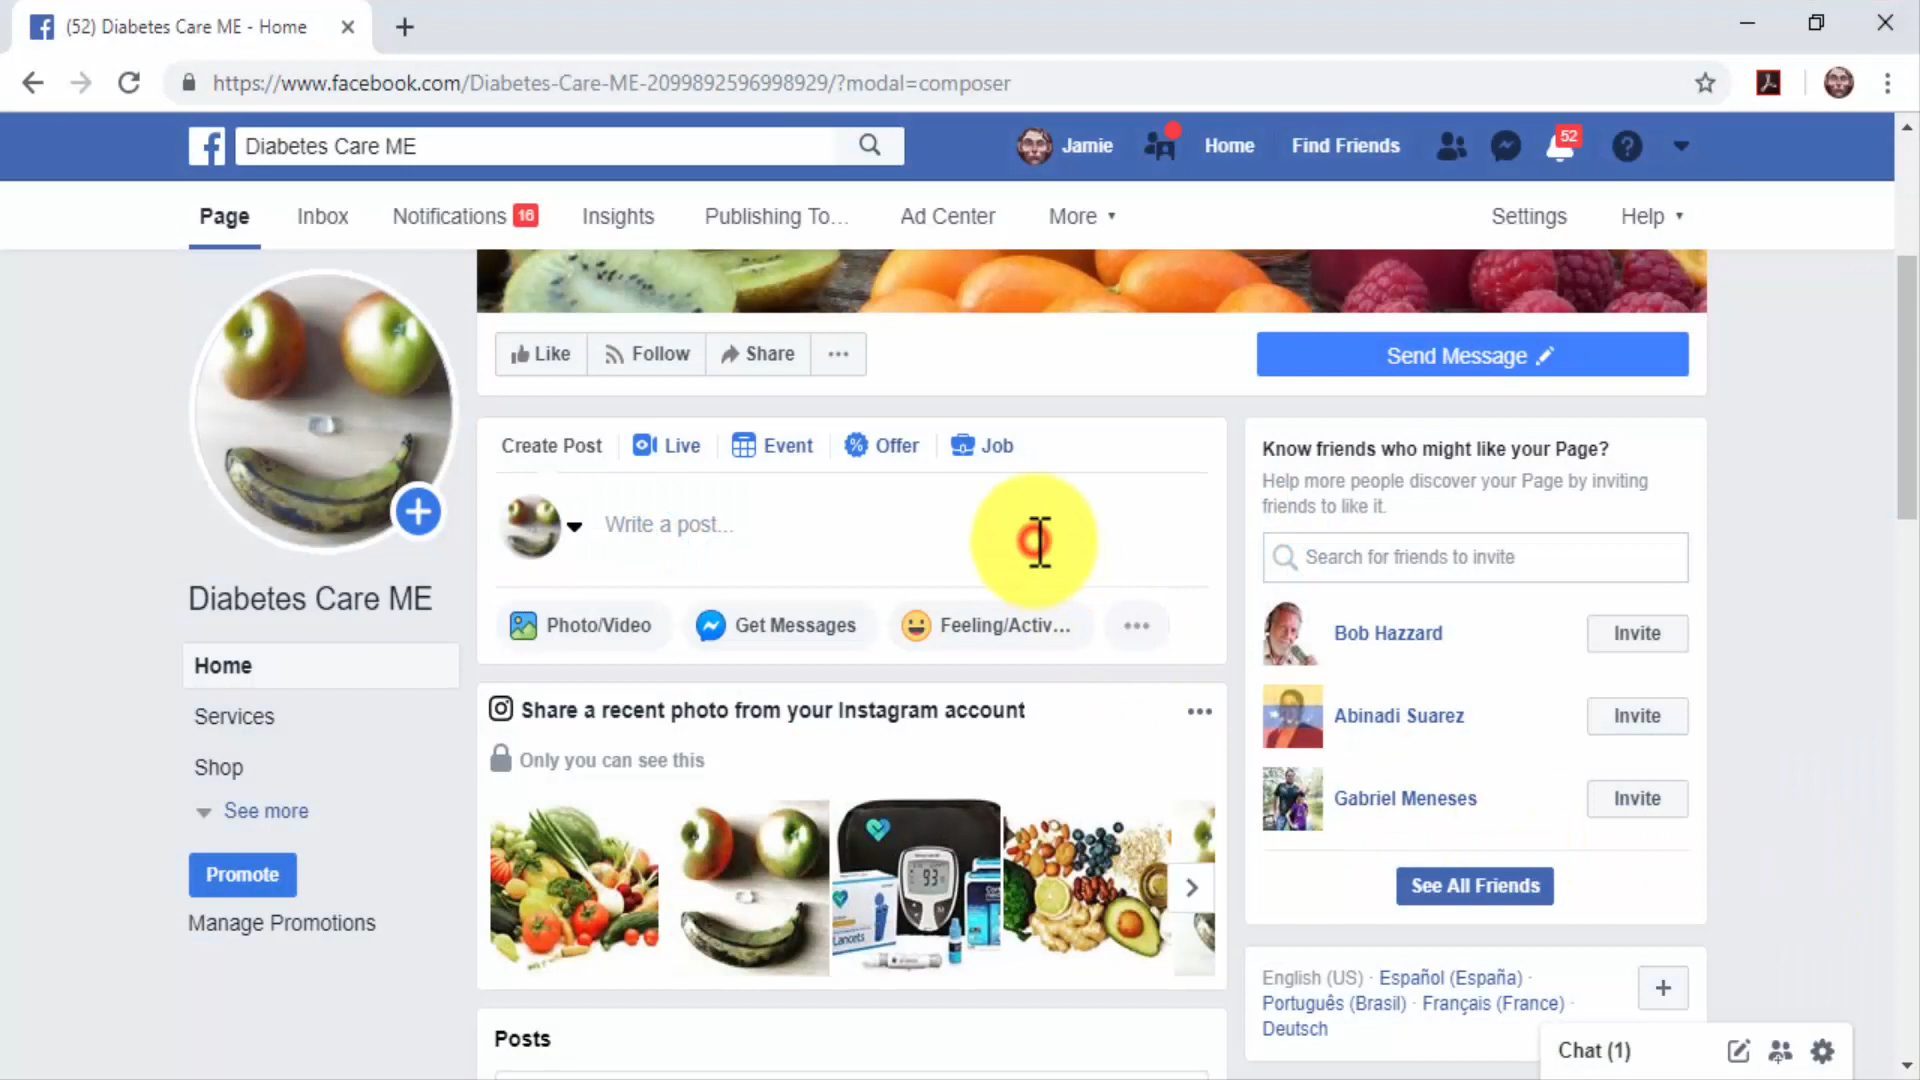 (52) Diabetes Care ME - Home
https://www.facebook.com/Diabetes-Care-ME-2099892596998929/?modal=composer
Diabetes Care ME
Jamie
Home
Find Friends
52
Page
Inbox
Notifications 16
Insights
Publishing To...
Ad Center
More
Settings
Help
Like
Follow
Share
Send Message
Create Post
Live
Event
Offer
Job
Write a post...
Photo/Video
Get Messages
Feeling/Activ...
Diabetes Care ME
Home
Services
Shop
See more
Promote
Manage Promotions
Share a recent photo from your Instagram account
Only you can see this
93
Lancets
Posts
Know friends who might like your Page?
Help more people discover your Page by inviting
friends to like it.
Search for friends to invite
Bob Hazzard
Invite
Abinadi Suarez
Invite
Gabriel Meneses
Invite
See All Friends
English (US) · Español (España) ·
Português (Brasil) · Français (France) ·
Deutsch
Chat (1)